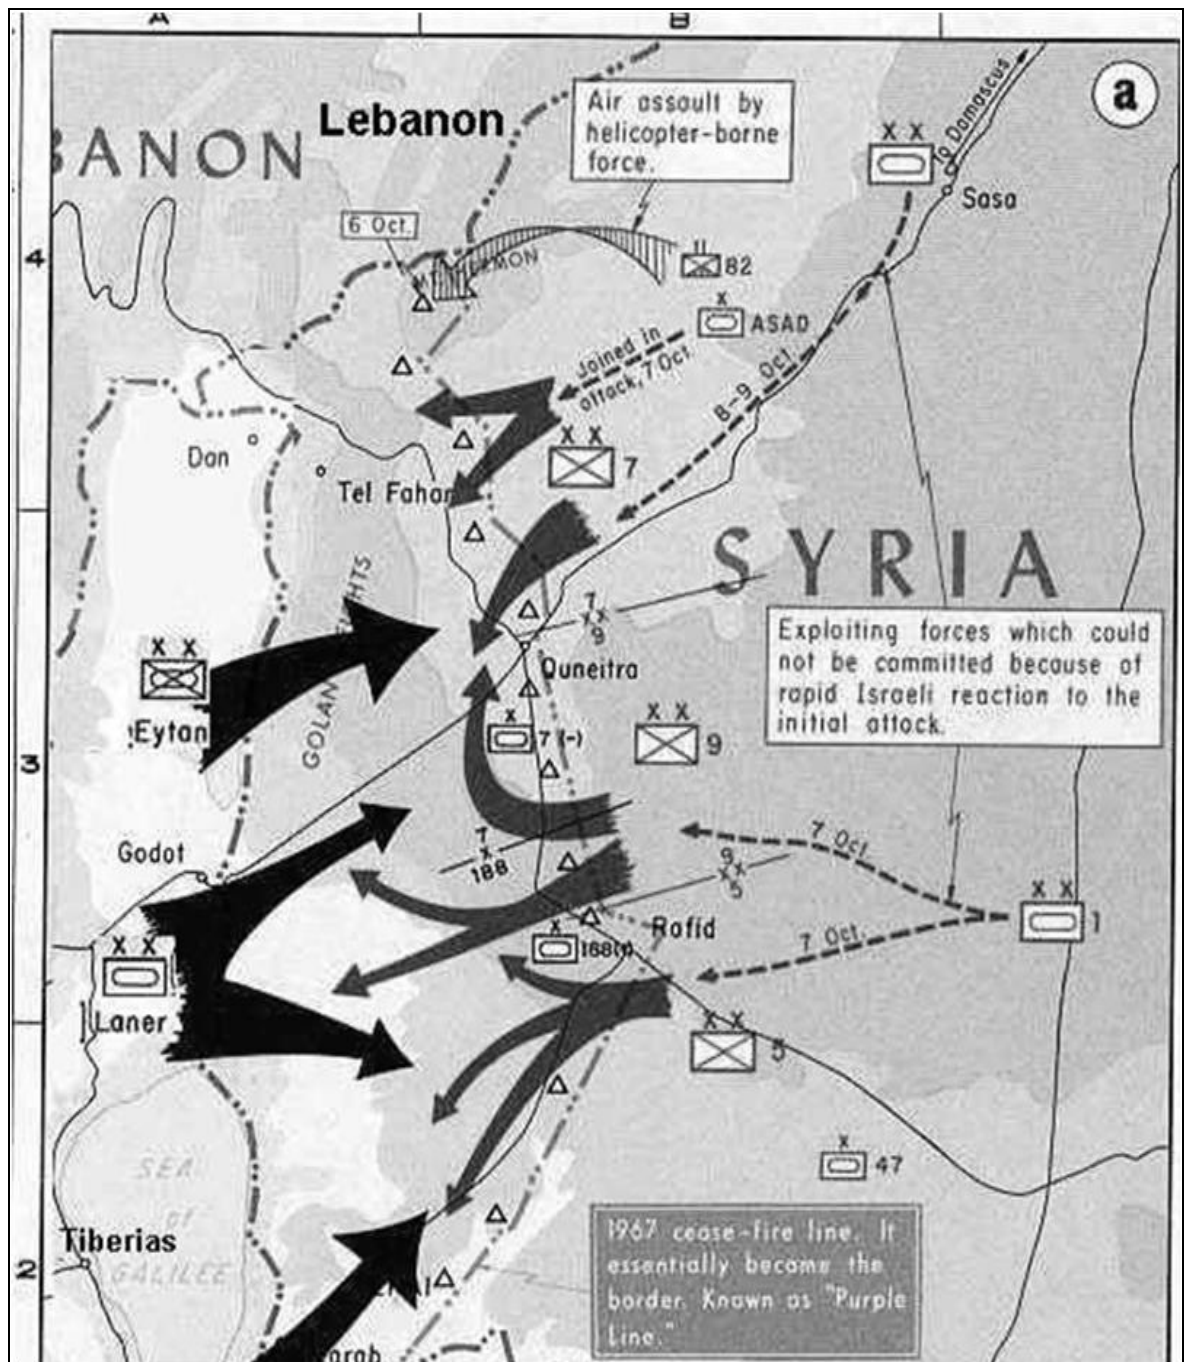 A
B
a
Lebanon
BANON
Air assault by
helicopter-borne
force.
To Damascus
Sasa
6 Oct.
4
82
ASAD
Joined in
attack, 7 Oct
8-9 Oct
Dan
7
Tel Fahar
SYRIA
7
9
Exploiting forces which could
not be committed because of
rapid Israeli reaction to the
initial attack.
Quneitra
Eytan
7 (-)
9
3
7 Oct
Godot
7
188
9
5
Rafid
1
188(-)
7 Oct.
Laner
5
47
SEA
of
GALILEE
Tiberias
2
1967 cease-fire line. It
essentially became the
border. Known as "Purple
Line."
arab